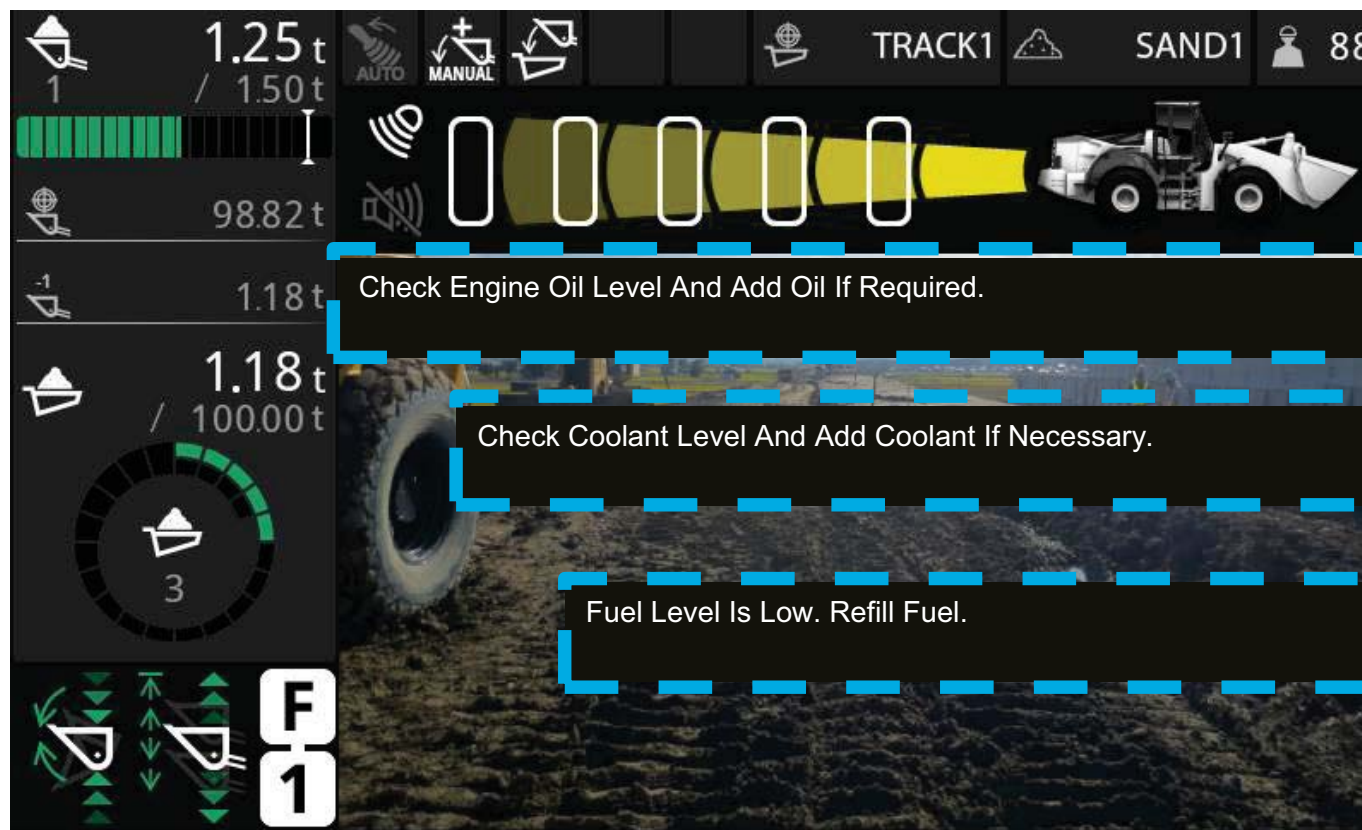 1.25 t
1 / 1.50 t
98.82 t
-1
1.18 t
1.18 t
/ 100.00 t
3
F
1
AUTO
MANUAL
TRACK1
SAND1
88
Check Engine Oil Level And Add Oil If Required.
Check Coolant Level And Add Coolant If Necessary.
Fuel Level Is Low. Refill Fuel.